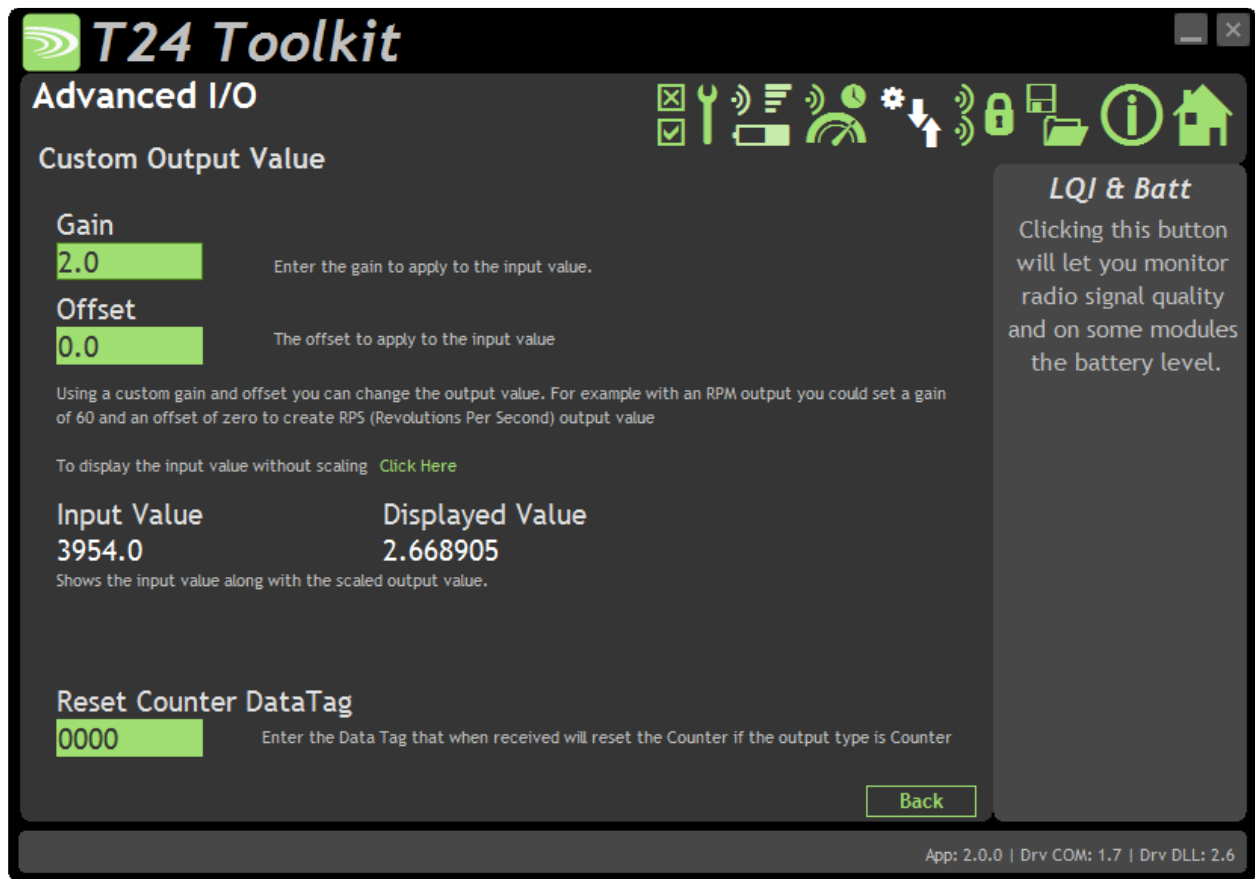 T24 Toolkit
Advanced I/O
Custom Output Value
Gain
2.0
Enter the gain to apply to the input value.
Offset
0.0
The offset to apply to the input value
Using a custom gain and offset you can change the output value. For example with an RPM output you could set a gain
of 60 and an offset of zero to create RPS (Revolutions Per Second) output value
To display the input value without scaling Click Here
Input Value
Displayed Value
3954.0
2.668905
Shows the input value along with the scaled output value.
Reset Counter DataTag
0000
Enter the Data Tag that when received will reset the Counter if the output type is Counter
Back
LQI & Batt
Clicking this button
will let you monitor
radio signal quality
and on some modules
the battery level.
App: 2.0.0 | Drv COM: 1.7 | Drv DLL: 2.6